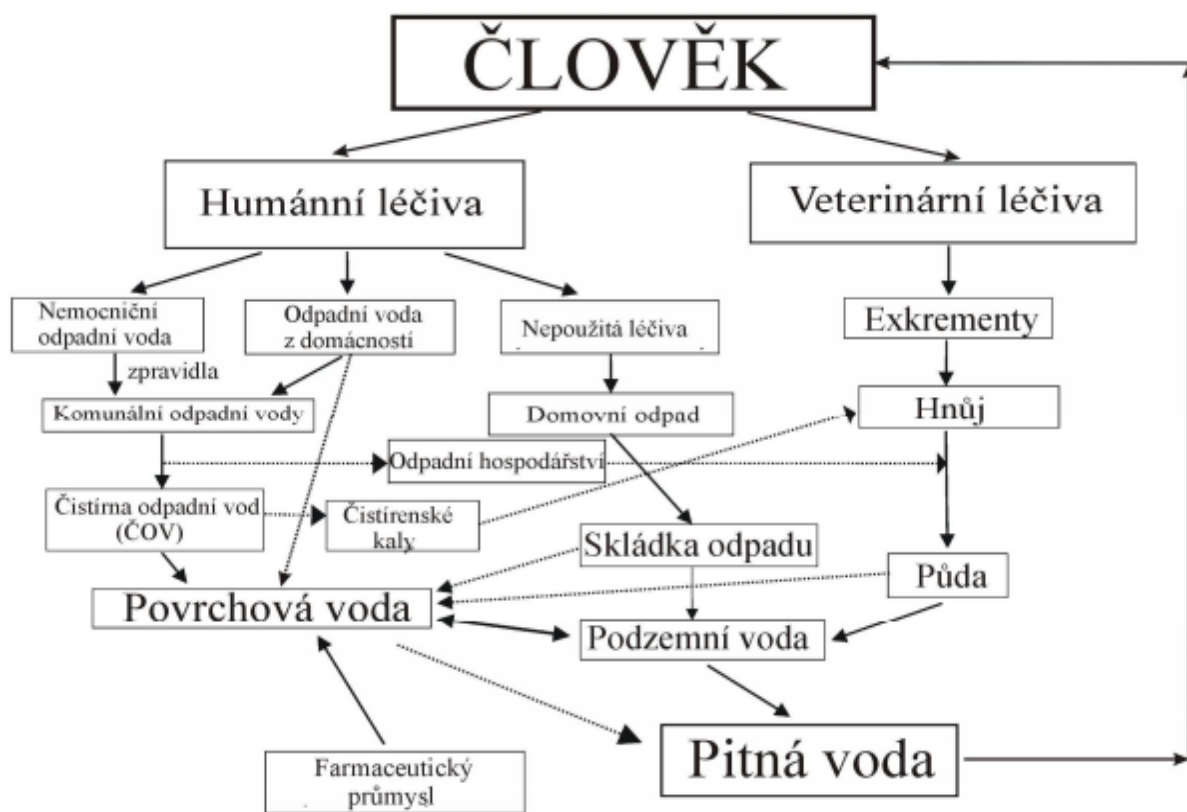 ČLOVĚK
Humánní léčiva
Veterinární léčiva
Nemocniční
odpadní voda
Odpadní voda
z domácností
Nepoužitá léčiva
Exkrementy
zpravidla
Komunální odpadní vody
Domovní odpad
Hnůj
Odpadní hospodářství
Čistírna odpadní vod
(ČOV)
Čistírenské
kaly
Skládka odpadu
Půda
Povrchová voda
Podzemní voda
Farmaceutický
průmysl
Pitná voda